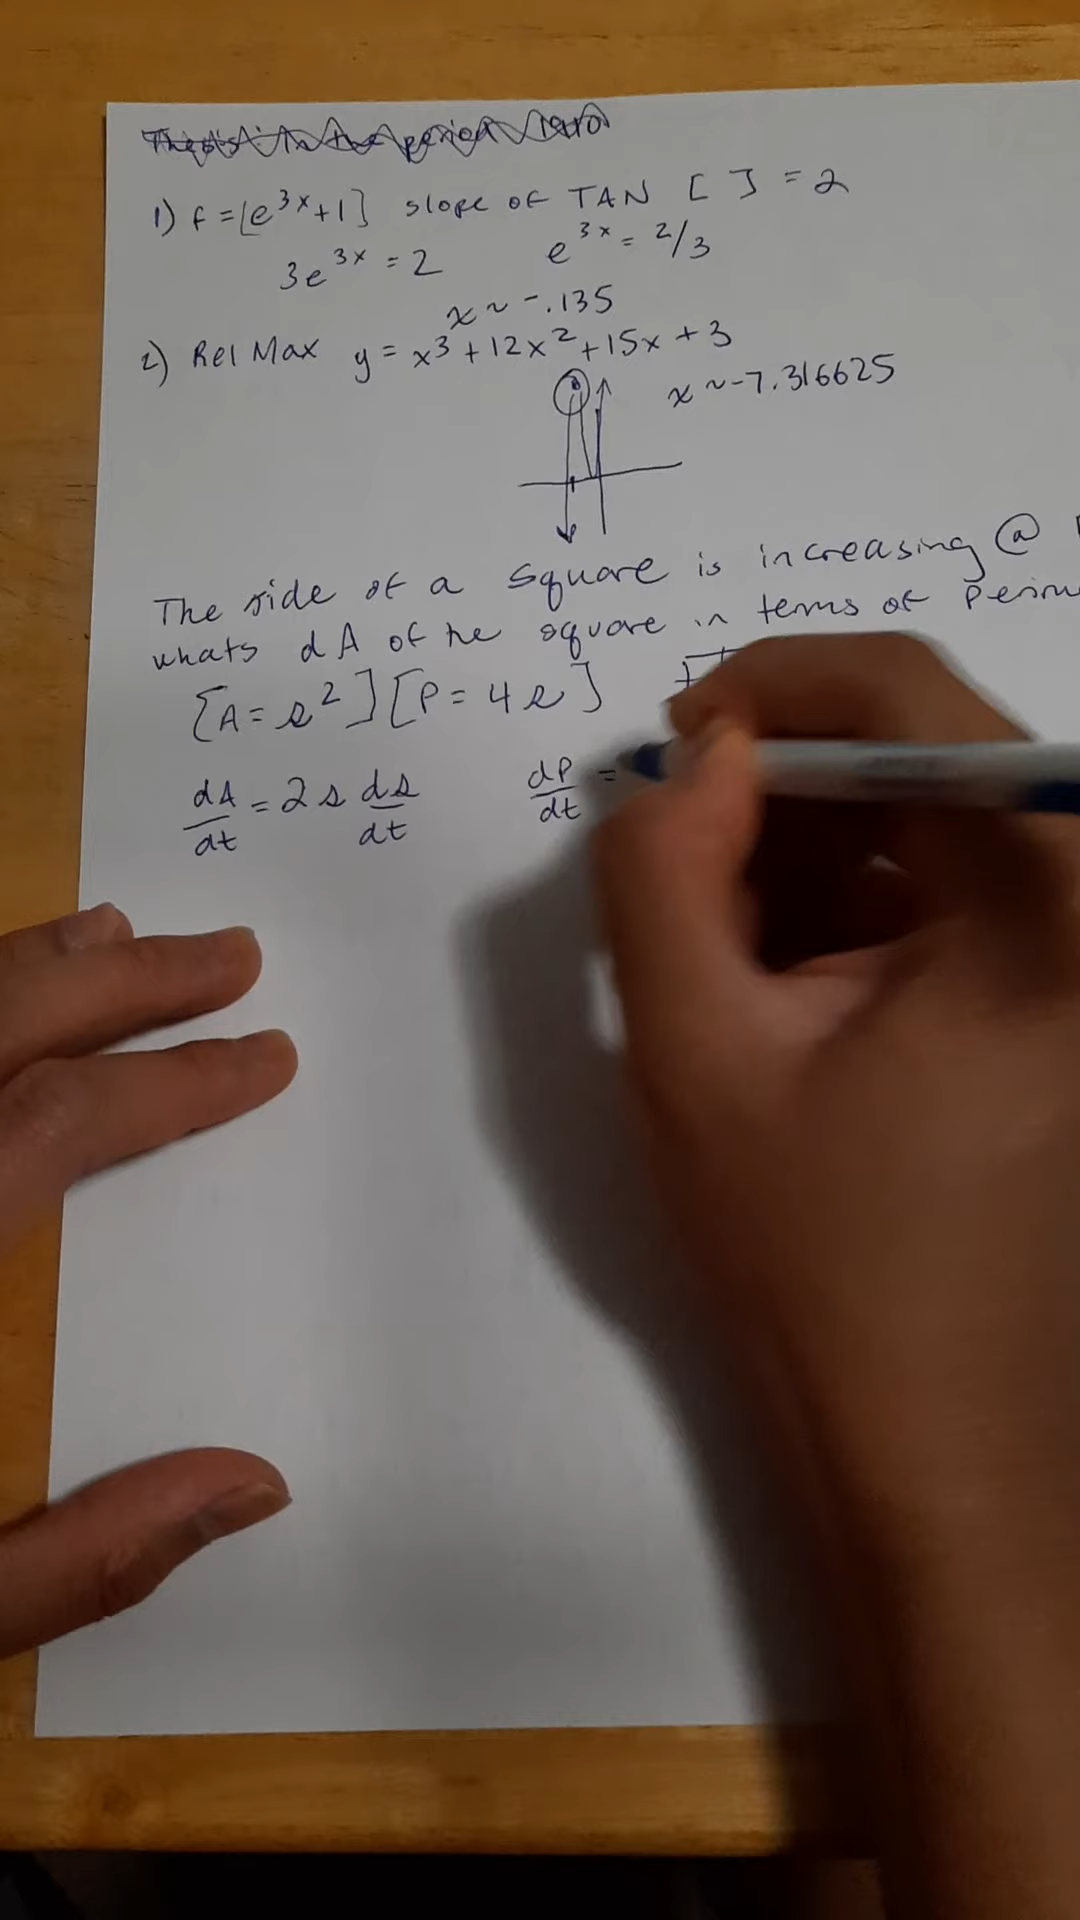 1) f = [e^3x + 1] slope of TAN [ ] = 2
3e^3x = 2 e^3x = 2/3
x ~ -.135
2) Rel Max y = x^3 + 12x^2 + 15x + 3
x ~ -7.316625
The side of a square is increasing @
whats dA of he square in terms of Perim
[A = s^2] [P = 4s]
dA/dt = 2s ds/dt dP/dt =